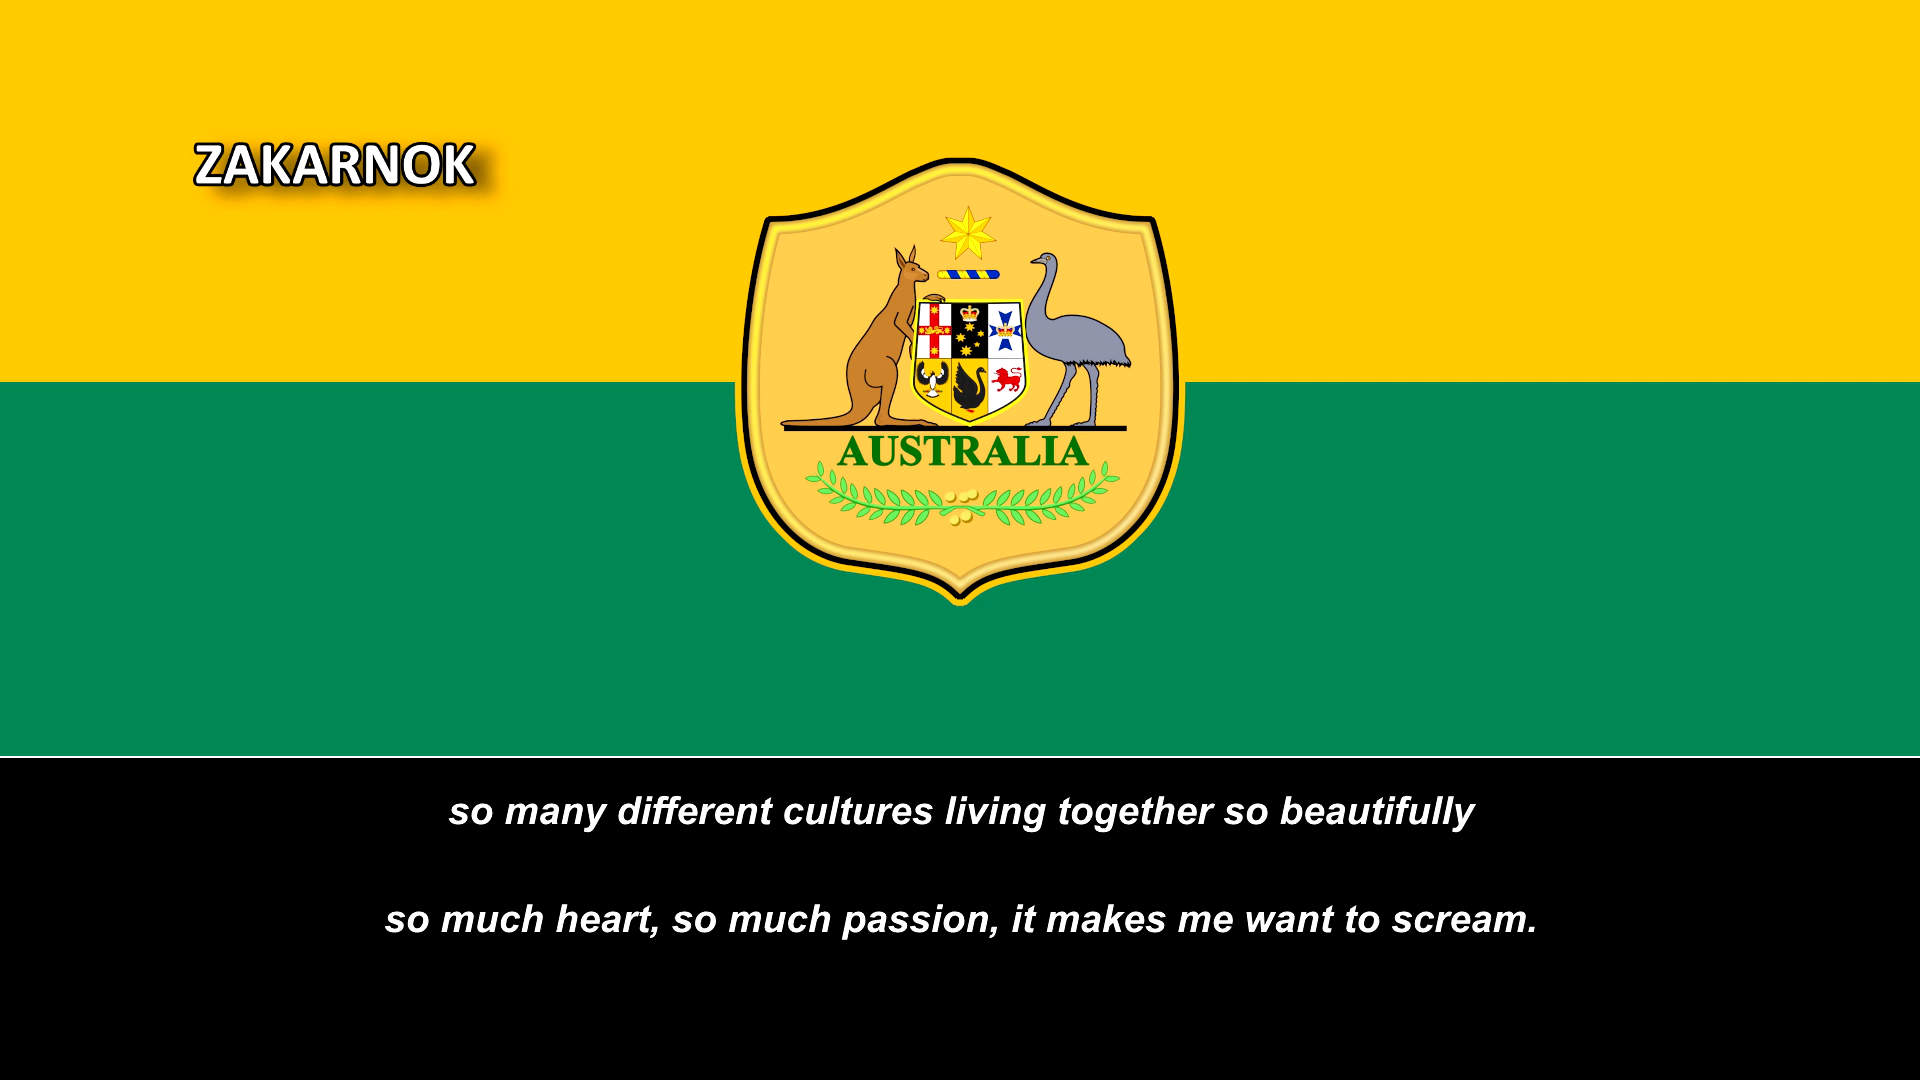 ZAKARNOK
AUSTRALIA
so many different cultures living together so beautifully
so much heart, so much passion, it makes me want to scream.